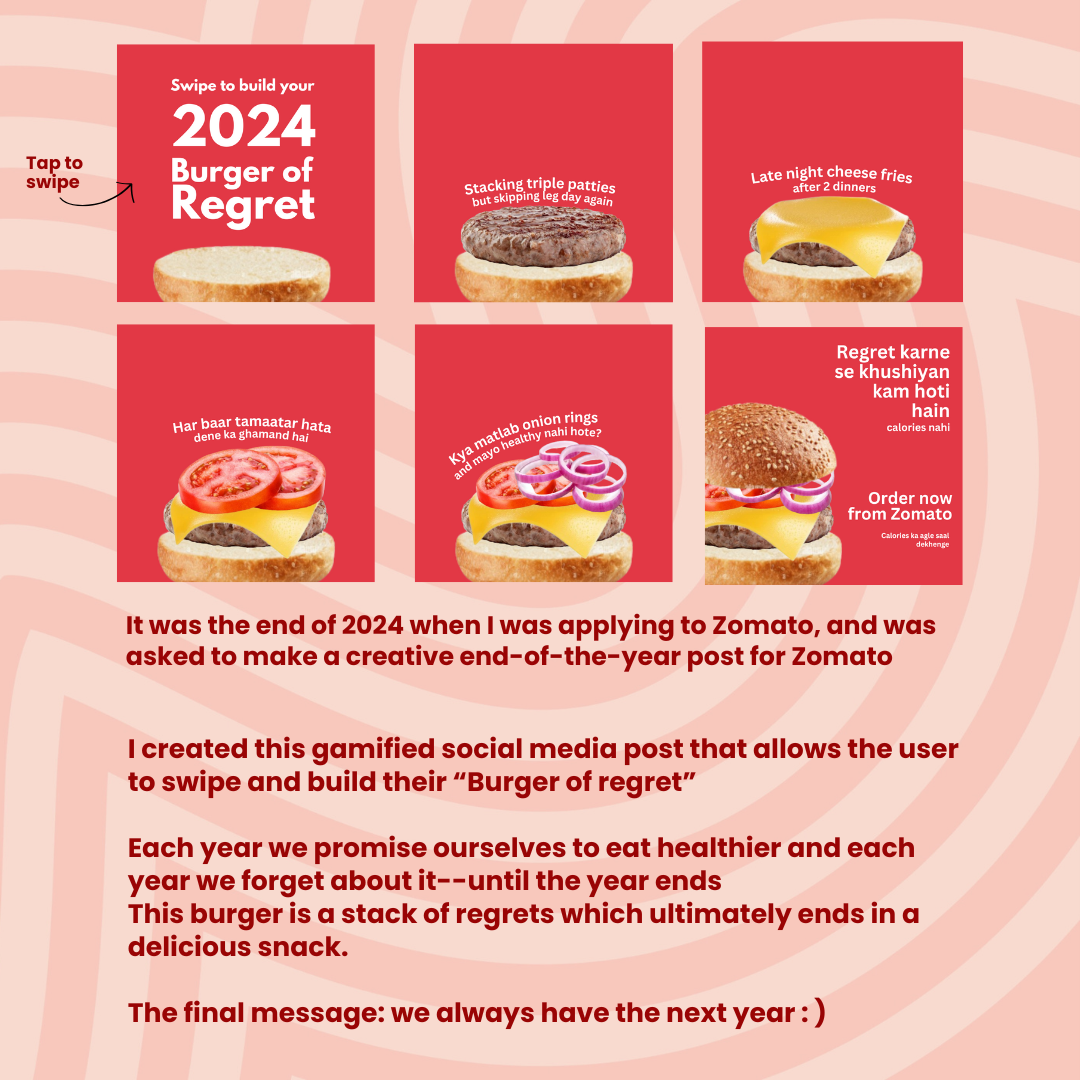 Swipe to build your
2024
Burger of
Regret
Tap to
swipe
Stacking triple patties
but skipping leg day again
Late night cheese fries
after 2 dinners
Har baar tamaatar hata
dene ka ghamand hai
Kya matlab onion rings
and mayo healthy nahi hote?
Regret karne
se khushiyan
kam hoti
hain
calories nahi
Order now
from Zomato
Calories ka agle saal
dekhenge
It was the end of 2024 when I was applying to Zomato, and was
asked to make a creative end-of-the-year post for Zomato
I created this gamified social media post that allows the user
to swipe and build their “Burger of regret”
Each year we promise ourselves to eat healthier and each
year we forget about it--until the year ends
This burger is a stack of regrets which ultimately ends in a
delicious snack.
The final message: we always have the next year : )